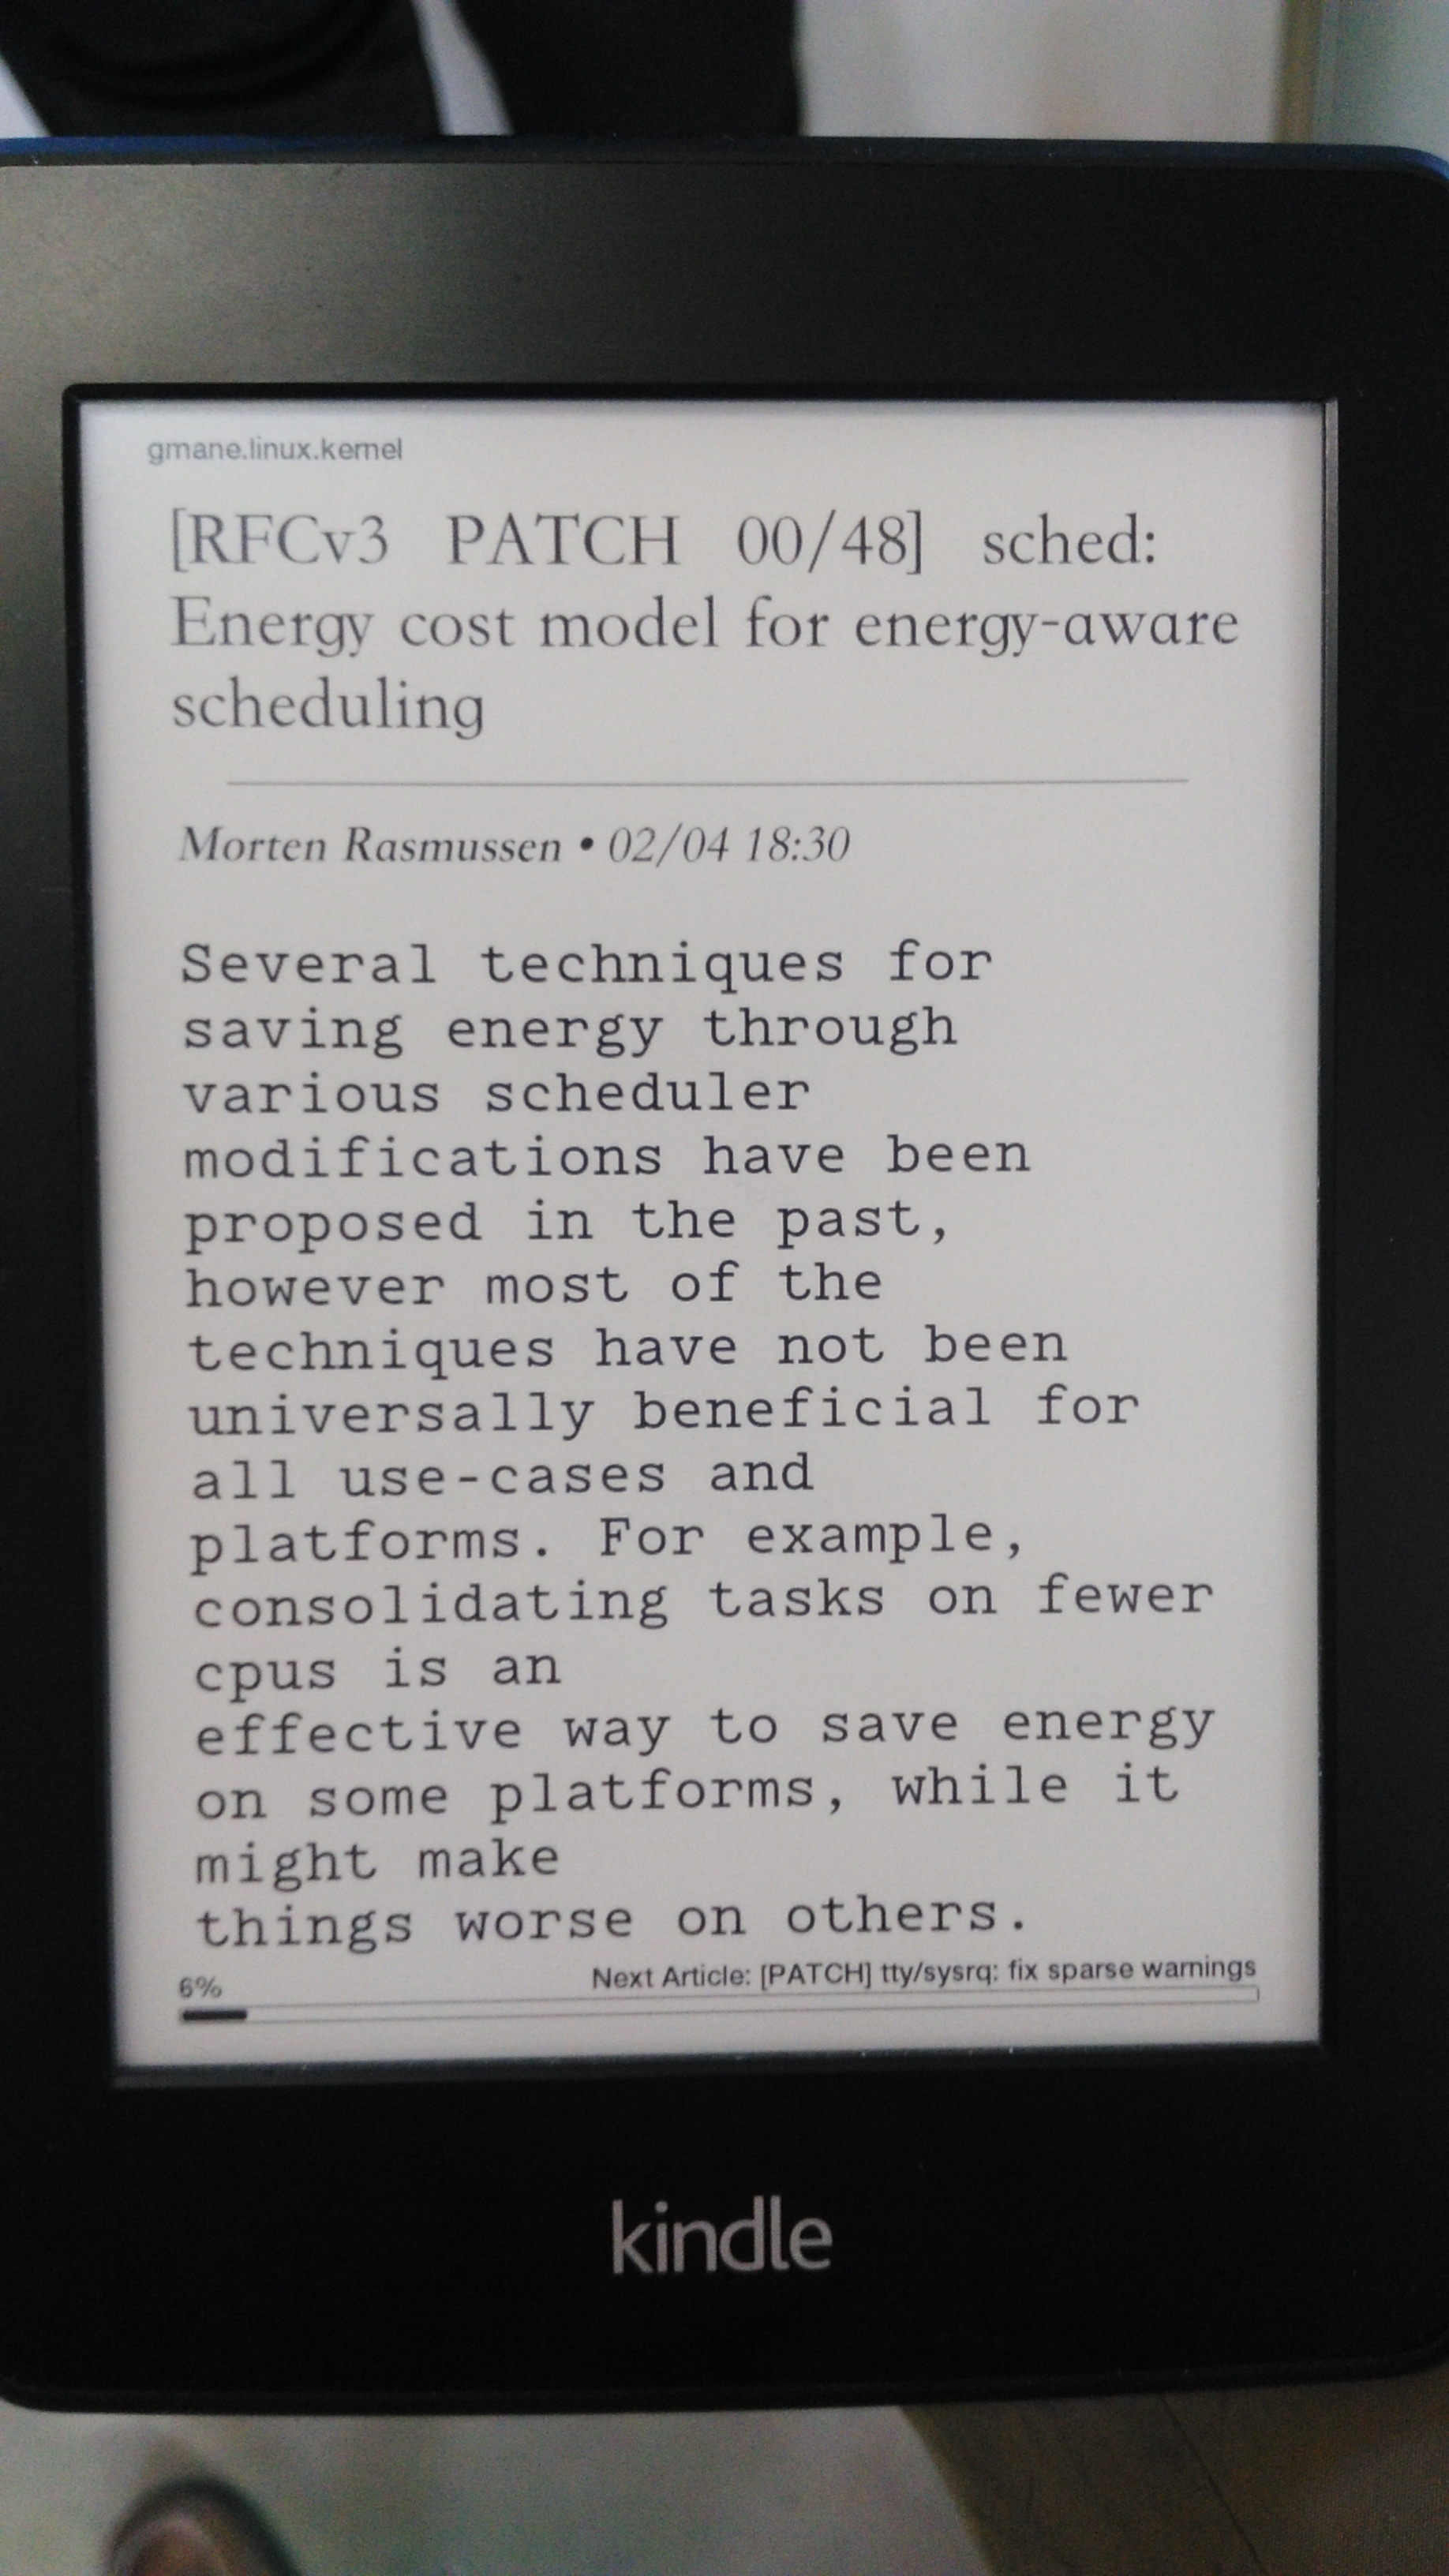 gmane.linux.kernel
[RFCv3 PATCH 00/48] sched:
Energy cost model for energy-aware
scheduling
Morten Rasmussen • 02/04 18:30
Several techniques for
saving energy through
various scheduler
modifications have been
proposed in the past,
however most of the
techniques have not been
universally beneficial for
all use-cases and
platforms. For example,
consolidating tasks on fewer
cpus is an
effective way to save energy
on some platforms, while it
might make
things worse on others.
6%
Next Article: [PATCH] tty/sysrq: fix sparse warnings
kindle